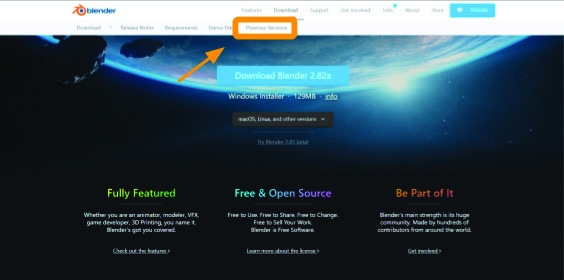 blender
Features Download Support Get Involved Jobs About Store Donate
Download Release Notes Requirements Demo File Previous Versions
Download Blender 2.82a
Windows Installer · 129MB · info
macOS, Linux, and other versions
Try Blender 2.83 beta!
Fully Featured
Whether you are an animator, modeler, VFX,
game developer, 3D Printing, you name it.
Blender's got you covered.
Check out the features >
Free & Open Source
Free to Use. Free to Share. Free to Change.
Free to Sell Your Work.
Blender is Free Software.
Learn more about the license >
Be Part of It
Blender's main strength is its huge
community. Made by hundreds of
contributors from around the world.
Get involved >